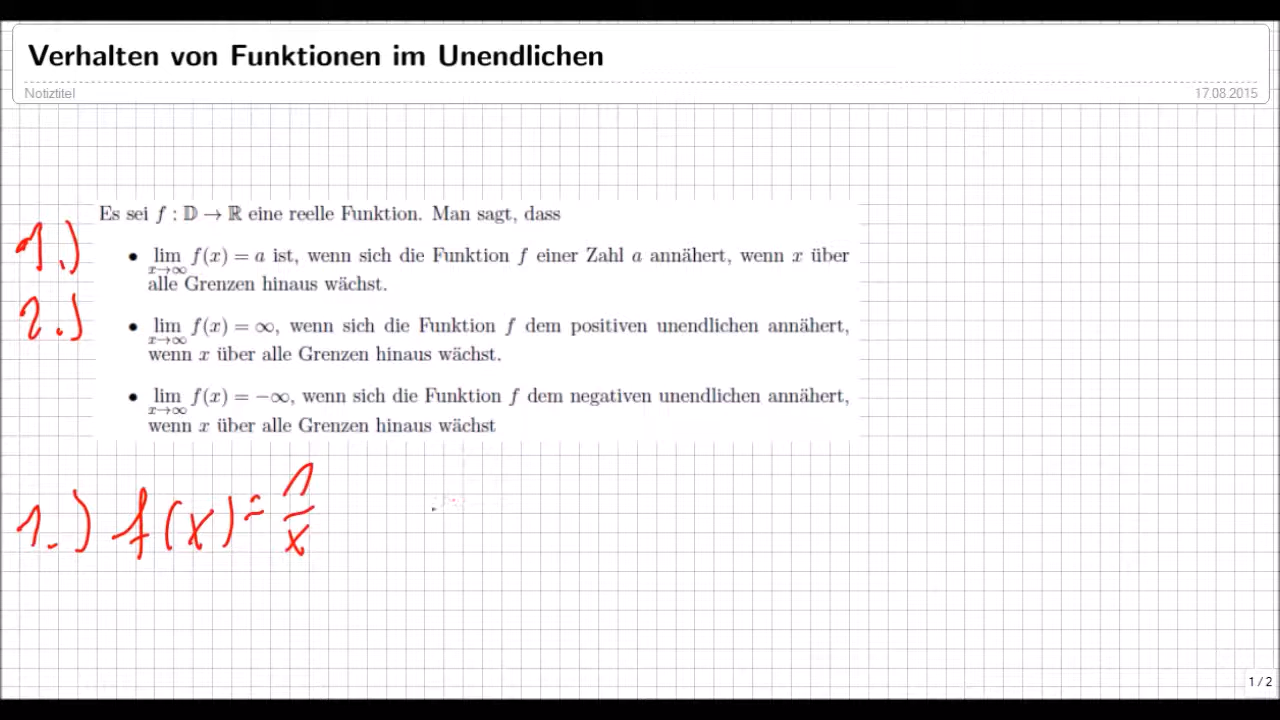 Verhalten von Funktionen im Unendlichen
Notiztitel
17.08.2015
Es sei f : 𝔻 → ℝ eine reelle Funktion. Man sagt, dass
1.) • lim x→∞ f(x) = a ist, wenn sich die Funktion f einer Zahl a annähert, wenn x über
alle Grenzen hinaus wächst.
2.) • lim x→∞ f(x) = ∞, wenn sich die Funktion f dem positiven unendlichen annähert,
wenn x über alle Grenzen hinaus wächst.
• lim x→∞ f(x) = −∞, wenn sich die Funktion f dem negativen unendlichen annähert,
wenn x über alle Grenzen hinaus wächst
1.) f(x) = 1/x
1 / 2